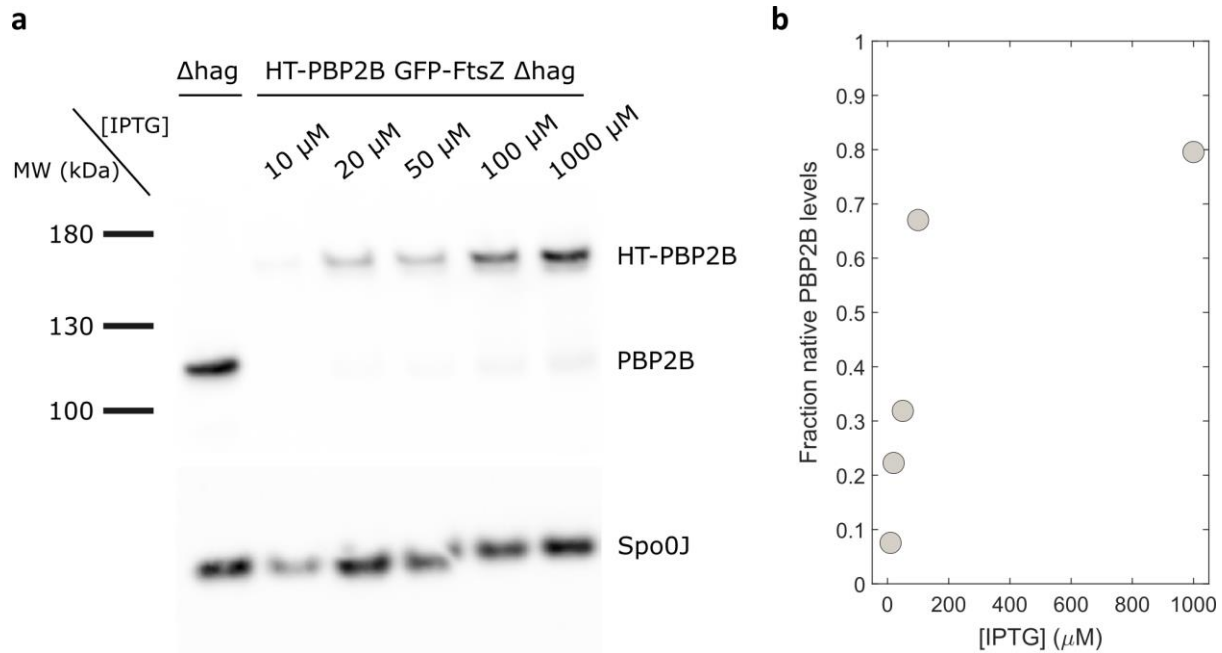 a
Δhag
HT-PBP2B GFP-FtsZ Δhag
[IPTG]
MW (kDa)
10 μM
20 μM
50 μM
100 μM
1000 μM
180
130
100
HT-PBP2B
PBP2B
Spo0J
b
1
0.9
0.8
0.7
0.6
0.5
0.4
0.3
0.2
0.1
0
Fraction native PBP2B levels
0 200 400 600 800 1000
[IPTG] (μM)